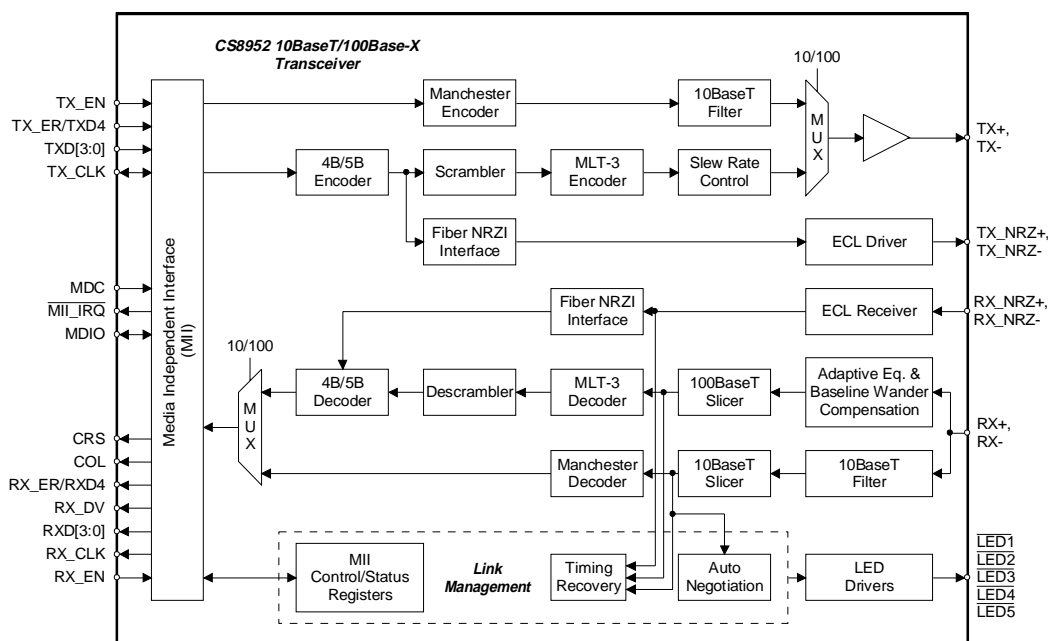 CS8952 10BaseT/100Base-X
Transceiver
10/100
TX_EN
TX_ER/TXD4
TXD[3:0]
TX_CLK
Manchester
Encoder
10BaseT
Filter
MUX
TX+,
TX-
4B/5B
Encoder
Scrambler
MLT-3
Encoder
Slew Rate
Control
Fiber NRZI
Interface
ECL Driver
TX_NRZ+,
TX_NRZ-
Media Independent Interface
(MII)
MDC
MII_IRQ
MDIO
Fiber NRZI
Interface
ECL Receiver
RX_NRZ+,
RX_NRZ-
10/100
MUX
4B/5B
Decoder
Descrambler
MLT-3
Decoder
100BaseT
Slicer
Adaptive Eq. &
Baseline Wander
Compensation
RX+,
RX-
CRS
COL
RX_ER/RXD4
RX_DV
RXD[3:0]
RX_CLK
RX_EN
Manchester
Decoder
10BaseT
Slicer
10BaseT
Filter
MII
Control/Status
Registers
Link
Management
Timing
Recovery
Auto
Negotiation
LED
Drivers
LED1
LED2
LED3
LED4
LED5